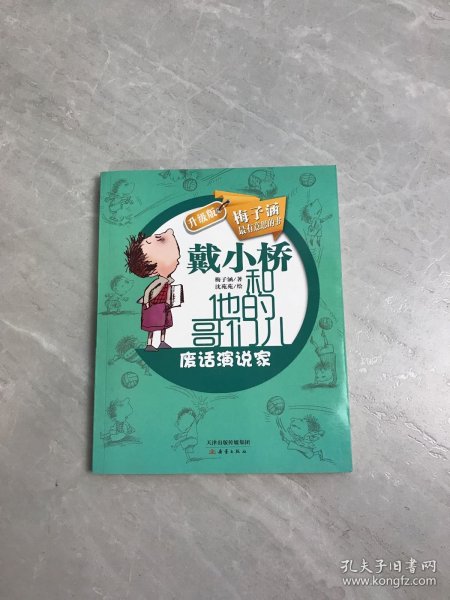 升级版
梅子涵
最有意思的书
戴小桥
梅子涵/著
沈苑苑/绘
和
他的
哥们儿
废话演说家
天津出版传媒集团
新蕾出版社
孔夫子旧书网
www.kongfz.com